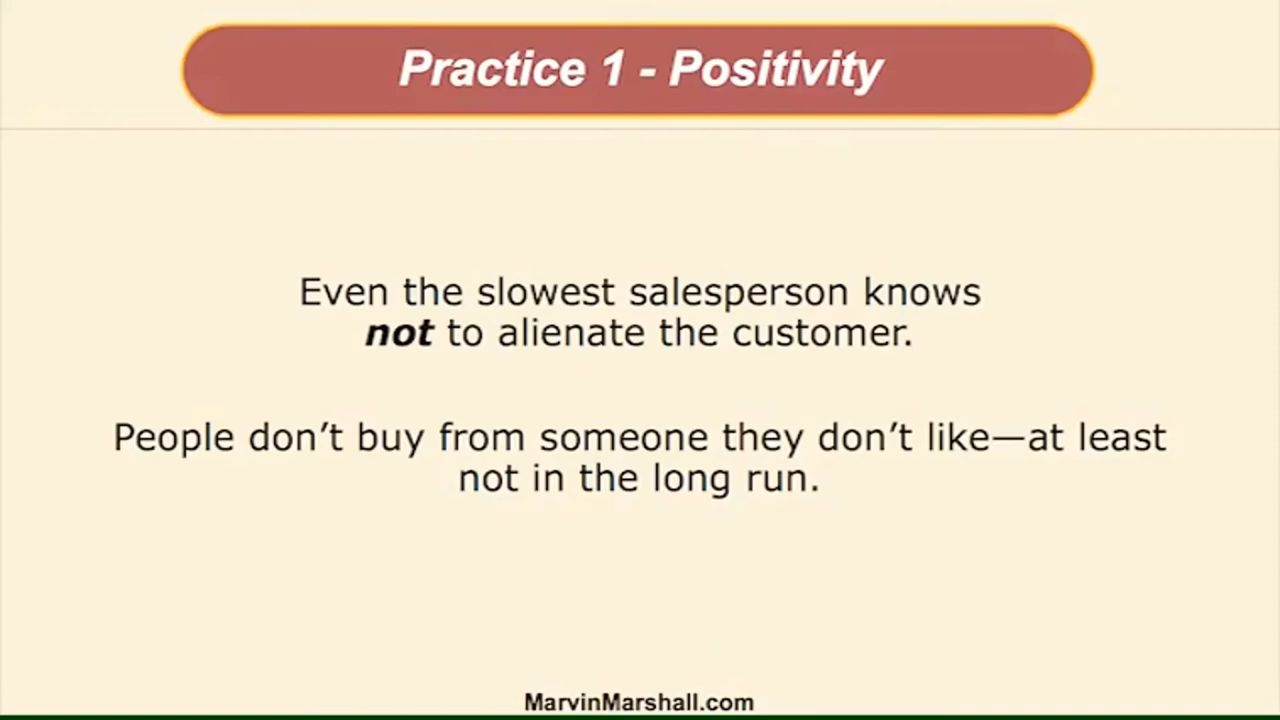 Practice 1 - Positivity
Even the slowest salesperson knows
not to alienate the customer.
People don’t buy from someone they don’t like—at least
not in the long run.
MarvinMarshall.com